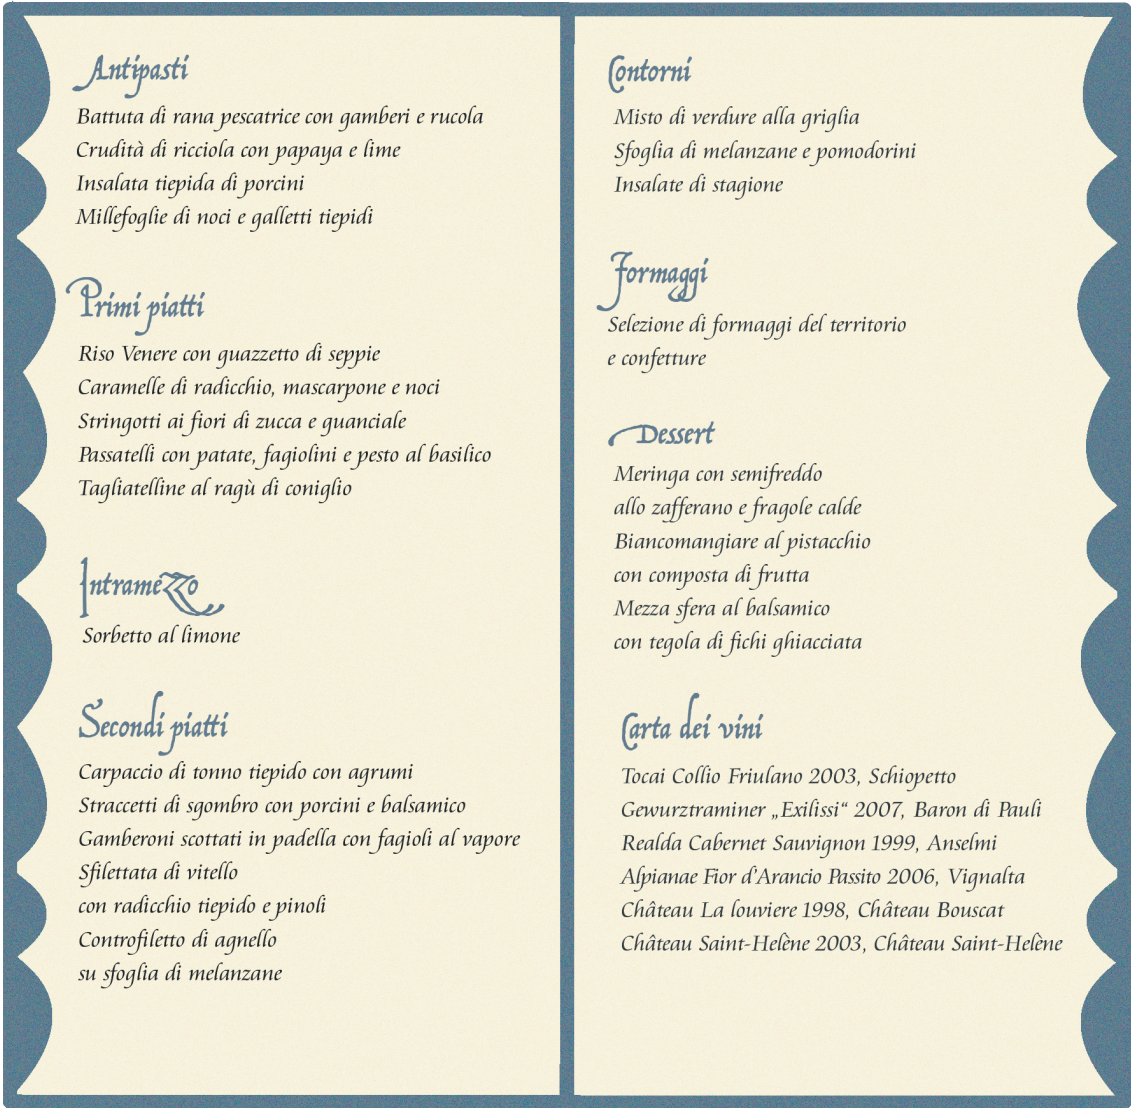 Antipasti
Battuta di rana pescatrice con gamberi e rucola
Crudità di ricciola con papaya e lime
Insalata tiepida di porcini
Millefoglie di noci e galletti tiepidi
Primi piatti
Riso Venere con guazzetto di seppie
Caramelle di radicchio, mascarpone e noci
Stringotti ai fiori di zucca e guanciale
Passatelli con patate, fagiolini e pesto al basilico
Tagliatelline al ragù di coniglio
Intramezzo
Sorbetto al limone
Secondi piatti
Carpaccio di tonno tiepido con agrumi
Straccetti di sgombro con porcini e balsamico
Gamberoni scottati in padella con fagioli al vapore
Sfilettata di vitello
con radicchio tiepido e pinoli
Controfiletto di agnello
su sfoglia di melanzane
Contorni
Misto di verdure alla griglia
Sfoglia di melanzane e pomodorini
Insalate di stagione
Formaggi
Selezione di formaggi del territorio
e confetture
Dessert
Meringa con semifreddo
allo zafferano e fragole calde
Biancomangiare al pistacchio
con composta di frutta
Mezza sfera al balsamico
con tegola di fichi ghiacciata
Carta dei vini
Tocai Collio Friulano 2003, Schiopetto
Gewurztraminer „Exilissi“ 2007, Baron di Pauli
Realda Cabernet Sauvignon 1999, Anselmi
Alpianae Fior d'Arancio Passito 2006, Vignalta
Château La louviere 1998, Château Bouscat
Château Saint-Helène 2003, Château Saint-Helène